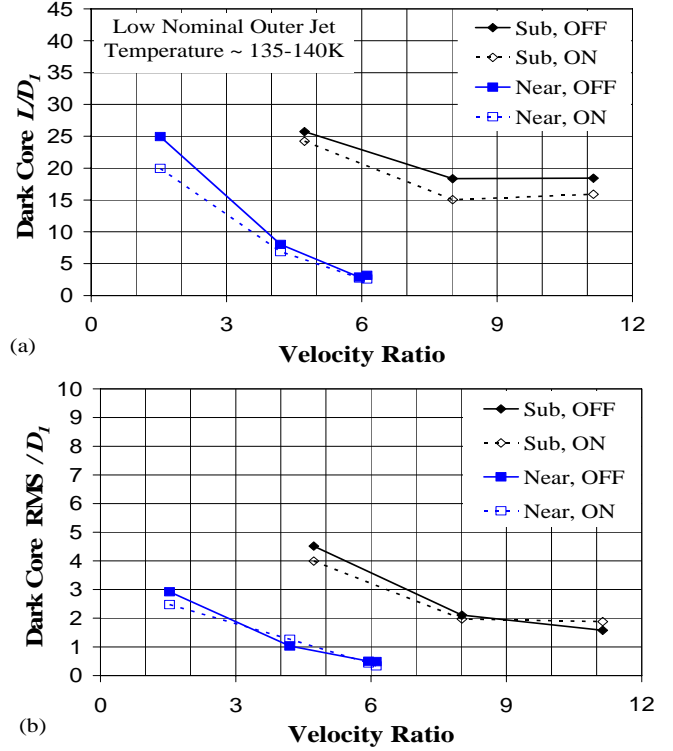 Low Nominal Outer Jet
Temperature ~ 135-140K
Sub, OFF
Sub, ON
Near, OFF
Near, ON
Dark Core L/D1
45
40
35
30
25
20
15
10
5
0
0 3 6 9 12
Velocity Ratio
(a)
Sub, OFF
Sub, ON
Near, OFF
Near, ON
Dark Core RMS / D1
10
9
8
7
6
5
4
3
2
1
0
0 3 6 9 12
Velocity Ratio
(b)